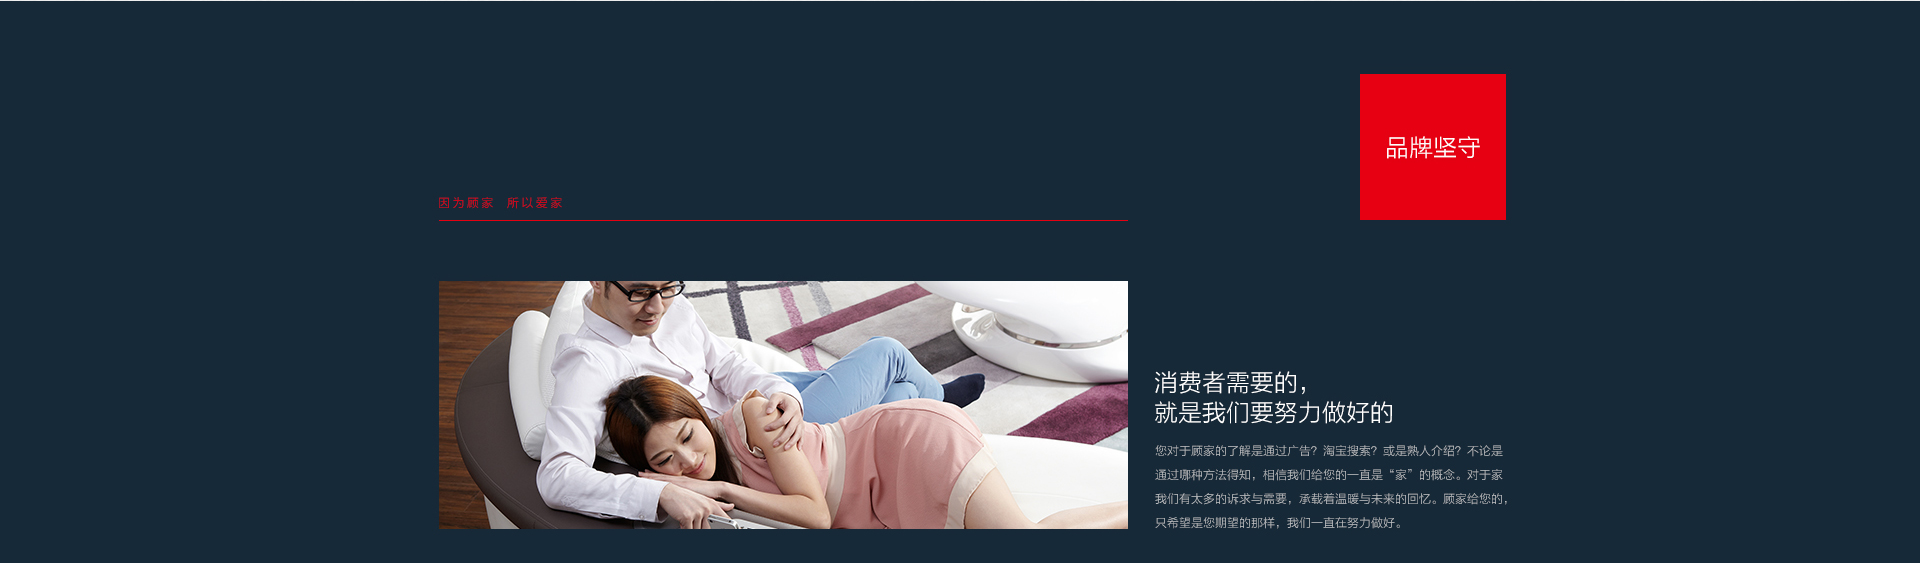 品牌坚守
因为顾家 所以爱家
消费者需要的，
就是我们要努力做好的
您对于顾家的了解是通过广告？淘宝搜索？或是熟人介绍？不论是
通过哪种方法得知，相信我们给您的一直是“家”的概念。对于家
我们有太多的诉求与需要，承载着温暖与未来的回忆。顾家给您的，
只希望是您期望的那样，我们一直在努力做好。